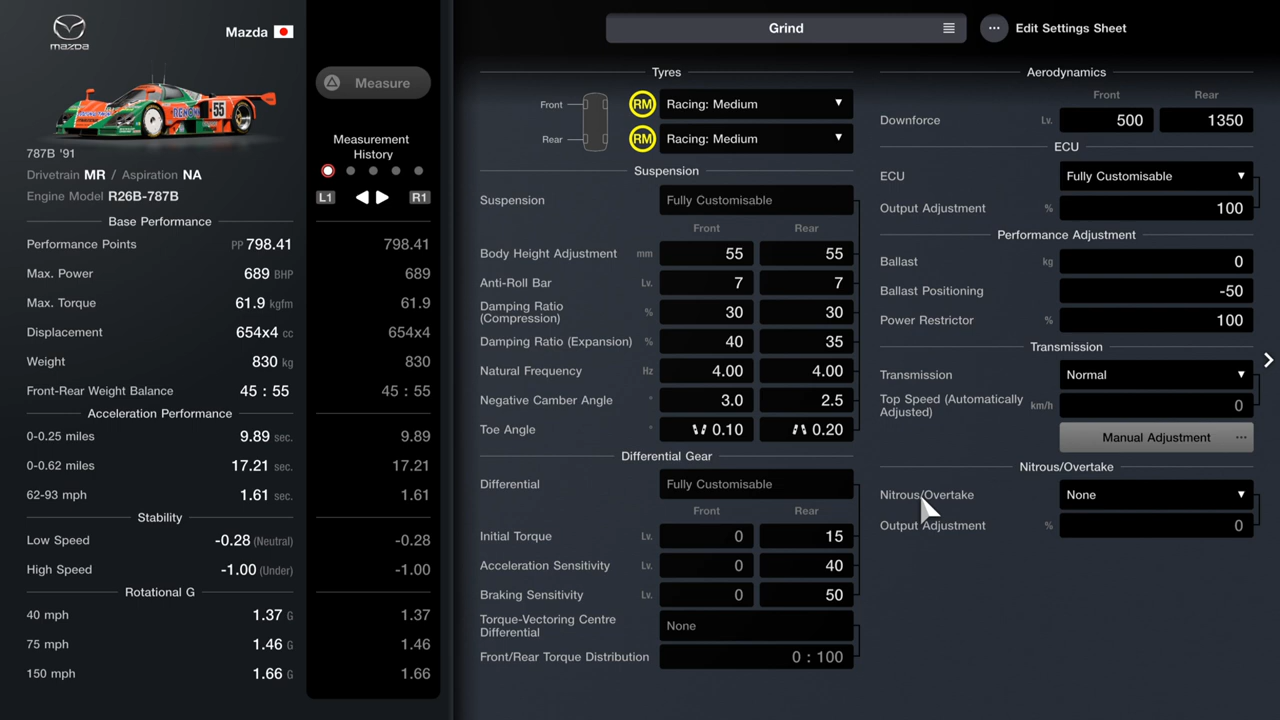 mazda
Mazda
787B '91
Drivetrain MR / Aspiration NA
Engine Model R26B-787B
Base Performance
Performance Points PP 798.41
Max. Power 689 BHP
Max. Torque 61.9 kgfm
Displacement 654x4 cc
Weight 830 kg
Front-Rear Weight Balance 45 : 55
Acceleration Performance
0-0.25 miles 9.89 sec.
0-0.62 miles 17.21 sec.
62-93 mph 1.61 sec.
Stability
Low Speed -0.28 (Neutral)
High Speed -1.00 (Under)
Rotational G
40 mph 1.37 G
75 mph 1.46 G
150 mph 1.66 G
Measure
Measurement
History
L1 R1
798.41
689
61.9
654x4
830
45 : 55
9.89
17.21
1.61
-0.28
-1.00
1.37
1.46
1.66
Grind
Edit Settings Sheet
Tyres
Front RM Racing: Medium
Rear RM Racing: Medium
Suspension
Suspension Fully Customisable
Front Rear
Body Height Adjustment mm 55 55
Anti-Roll Bar Lv. 7 7
Damping Ratio
(Compression) % 30 30
Damping Ratio (Expansion) % 40 35
Natural Frequency Hz 4.00 4.00
Negative Camber Angle ° 3.0 2.5
Toe Angle ° 0.10 0.20
Differential Gear
Differential Fully Customisable
Front Rear
Initial Torque Lv. 0 15
Acceleration Sensitivity Lv. 0 40
Braking Sensitivity Lv. 0 50
Torque-Vectoring Centre
Differential None
Front/Rear Torque Distribution 0 : 100
Aerodynamics
Front Rear
Downforce Lv. 500 1350
ECU
ECU Fully Customisable
Output Adjustment % 100
Performance Adjustment
Ballast kg 0
Ballast Positioning -50
Power Restrictor % 100
Transmission
Transmission Normal
Top Speed (Automatically
Adjusted) km/h 0
Manual Adjustment ...
Nitrous/Overtake
Nitrous/Overtake None
Output Adjustment % 0
55